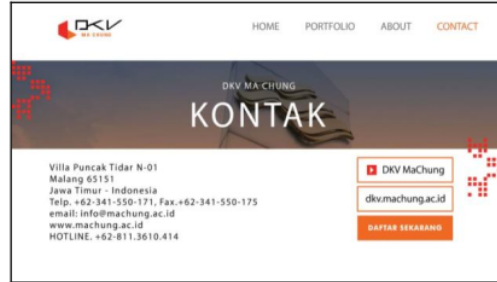 DKV
MA CHUNG
HOME PORTFOLIO ABOUT CONTACT
DKV MA CHUNG
KONTAK
Villa Puncak Tidar N-01
Malang 65151
Jawa Timur - Indonesia
Telp. +62-341-550-171, Fax.+62-341-550-175
email: info@machung.ac.id
www.machung.ac.id
HOTLINE. +62-811.3610.414
DKV MaChung
dkv.machung.ac.id
DAFTAR SEKARANG